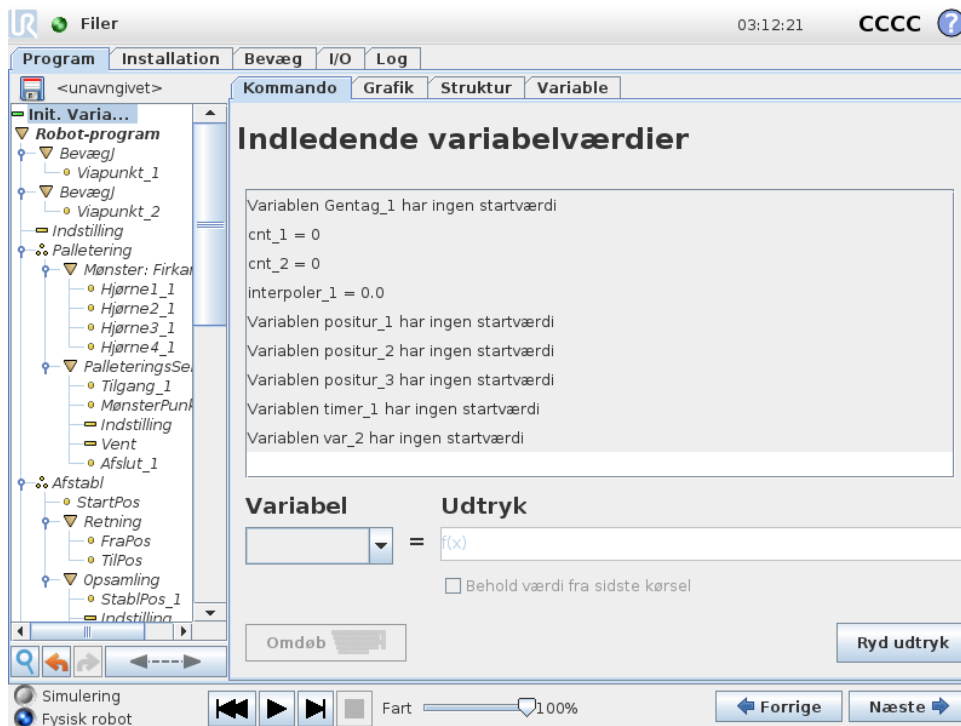 UR Filer 03:12:21 CCCC ?
Program Installation Bevæg I/O Log
<unavngivet>
Kommando Grafik Struktur Variable
Init. Varia...
Robot-program
BevægJ
Viapunkt_1
BevægJ
Viapunkt_2
Indstilling
Palletering
Mønster: Firkan
Hjørne1_1
Hjørne2_1
Hjørne3_1
Hjørne4_1
PalleteringsSe
Tilgang_1
MønsterPunk
Indstilling
Vent
Afslut_1
Afstabl
StartPos
Retning
FraPos
TilPos
Opsamling
StablPos_1
Indstilling
Indledende variabelværdier
Variablen Gentag_1 har ingen startværdi
cnt_1 = 0
cnt_2 = 0
interpoler_1 = 0.0
Variablen positur_1 har ingen startværdi
Variablen positur_2 har ingen startværdi
Variablen positur_3 har ingen startværdi
Variablen timer_1 har ingen startværdi
Variablen var_2 har ingen startværdi
Variabel Udtryk
= f(x)
Behold værdi fra sidste kørsel
Omdøb Ryd udtryk
Simulering
Fysisk robot
Fart 100%
Forrige Næste